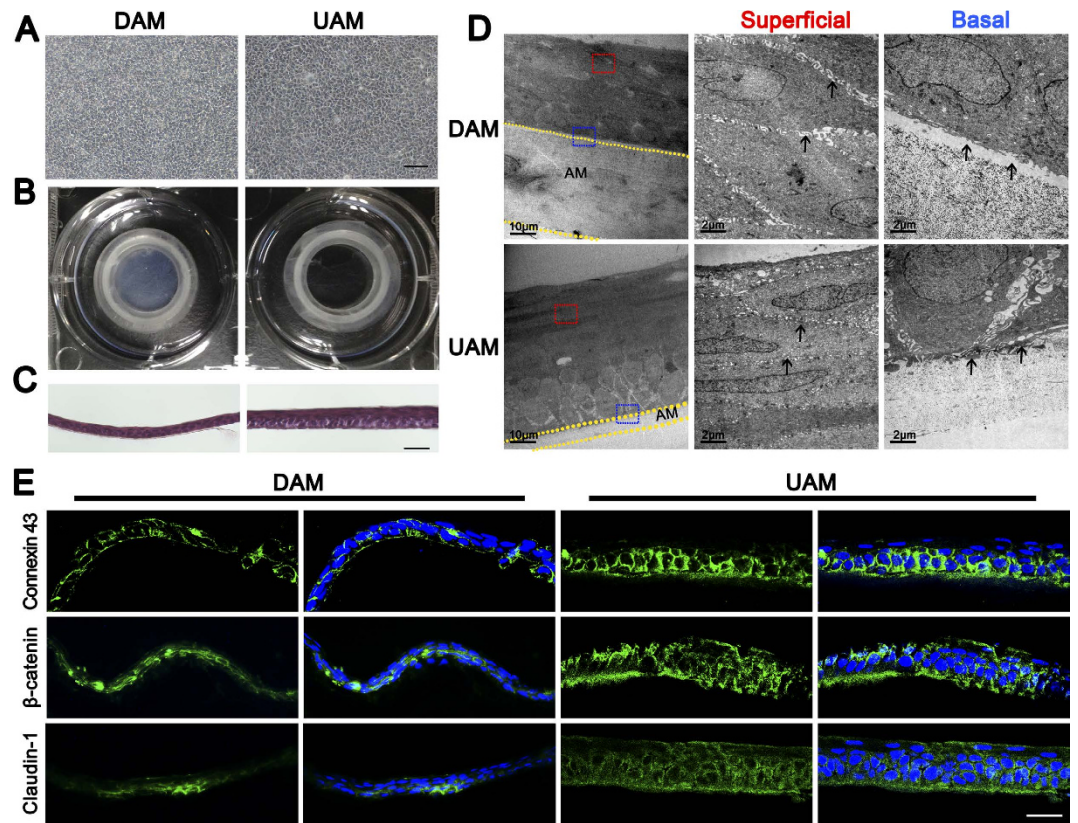 A
DAM
UAM
B
C
D
Superficial
Basal
DAM
AM
10μm
2μm
2μm
UAM
AM
10μm
2μm
2μm
E
DAM
UAM
Connexin 43
β-catenin
Claudin-1